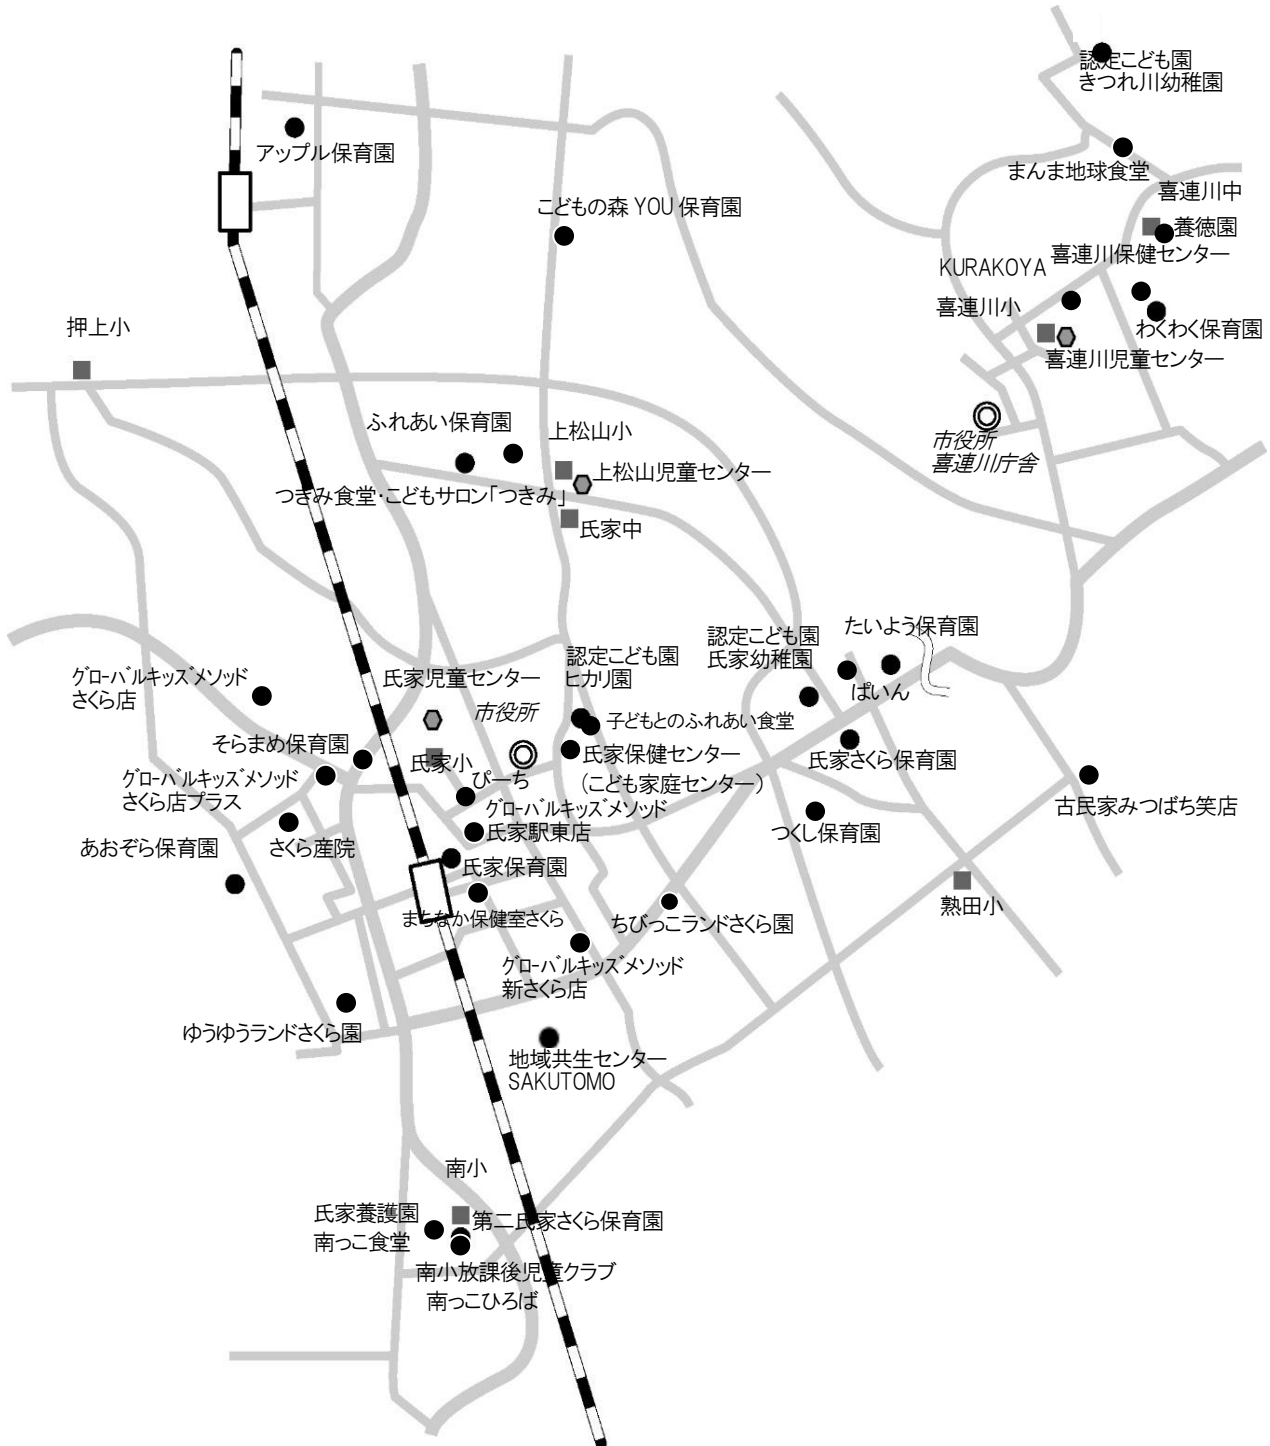 認定こども園
きつれ川幼稚園
アップル保育園
まんま地球食堂
喜連川中
こどもの森 YOU 保育園
養徳園
喜連川保健センター
KURAKOYA
喜連川小
押上小
わくわく保育園
喜連川児童センター
ふれあい保育園
上松山小
市役所
喜連川庁舎
上松山児童センター
つきみ食堂・こどもサロン「つきみ」
氏家中
たいよう保育園
認定こども園
氏家幼稚園
認定こども園
ヒカリ園
グローバルキッズメソッド
さくら店
氏家児童センター
ぱいん
市役所
子どもとのふれあい食堂
そらまめ保育園
氏家小
氏家保健センター
(こども家庭センター)
氏家さくら保育園
グローバルキッズメソッド
さくら店プラス
ぴーち
古民家みつばち笑店
グローバルキッズメソッド
氏家駅東店
つくし保育園
あおぞら保育園
さくら産院
氏家保育園
熟田小
まちなか保健室さくら
ちびっこランドさくら園
グローバルキッズメソッド
新さくら店
ゆうゆうランドさくら園
地域共生センター
SAKUTOMO
南小
氏家養護園
南っこ食堂
第二氏家さくら保育園
南小放課後児童クラブ
南っこひろば